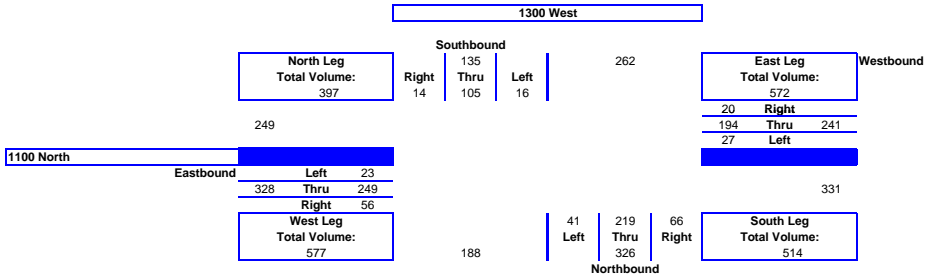 1300 West
Southbound
North Leg 135 262 East Leg Westbound
Total Volume: Right Thru Left Total Volume:
397 14 105 16 572
20 Right
249 194 Thru 241
27 Left
1100 North
Eastbound Left 23
328 Thru 249 331
Right 56
West Leg 41 219 66 South Leg
Total Volume: Left Thru Right Total Volume:
577 188 326 514
Northbound